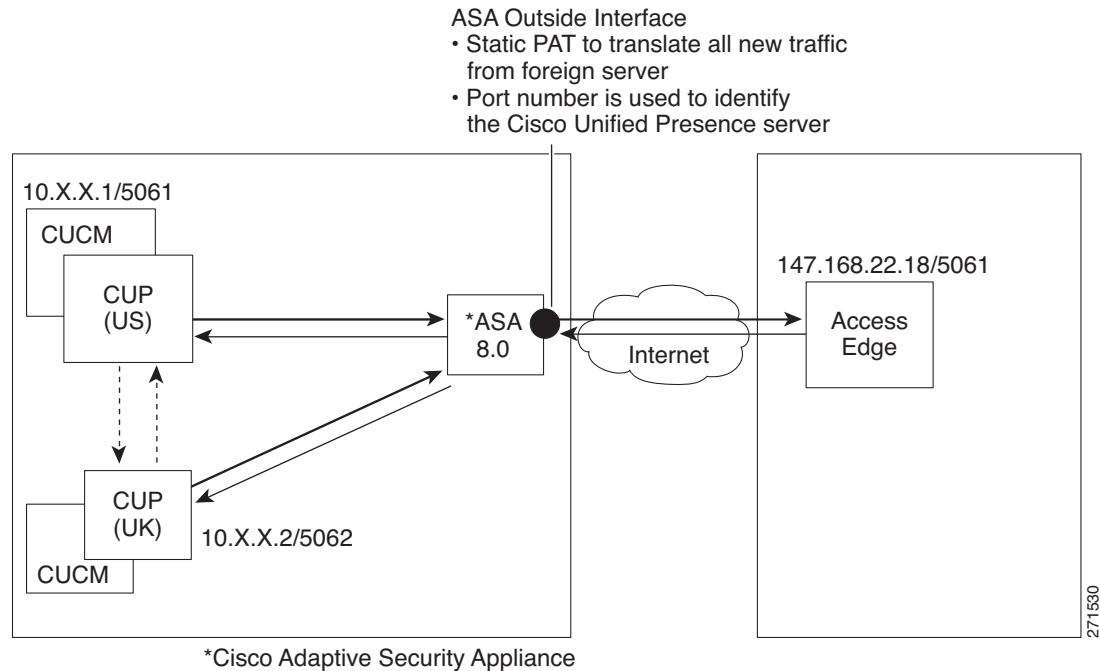 ASA Outside Interface
• Static PAT to translate all new traffic
from foreign server
• Port number is used to identify
the Cisco Unified Presence server
10.X.X.1/5061
CUCM
CUP
(US)
*ASA
8.0
Internet
147.168.22.18/5061
Access
Edge
CUP
(UK)
10.X.X.2/5062
CUCM
271530
*Cisco Adaptive Security Appliance